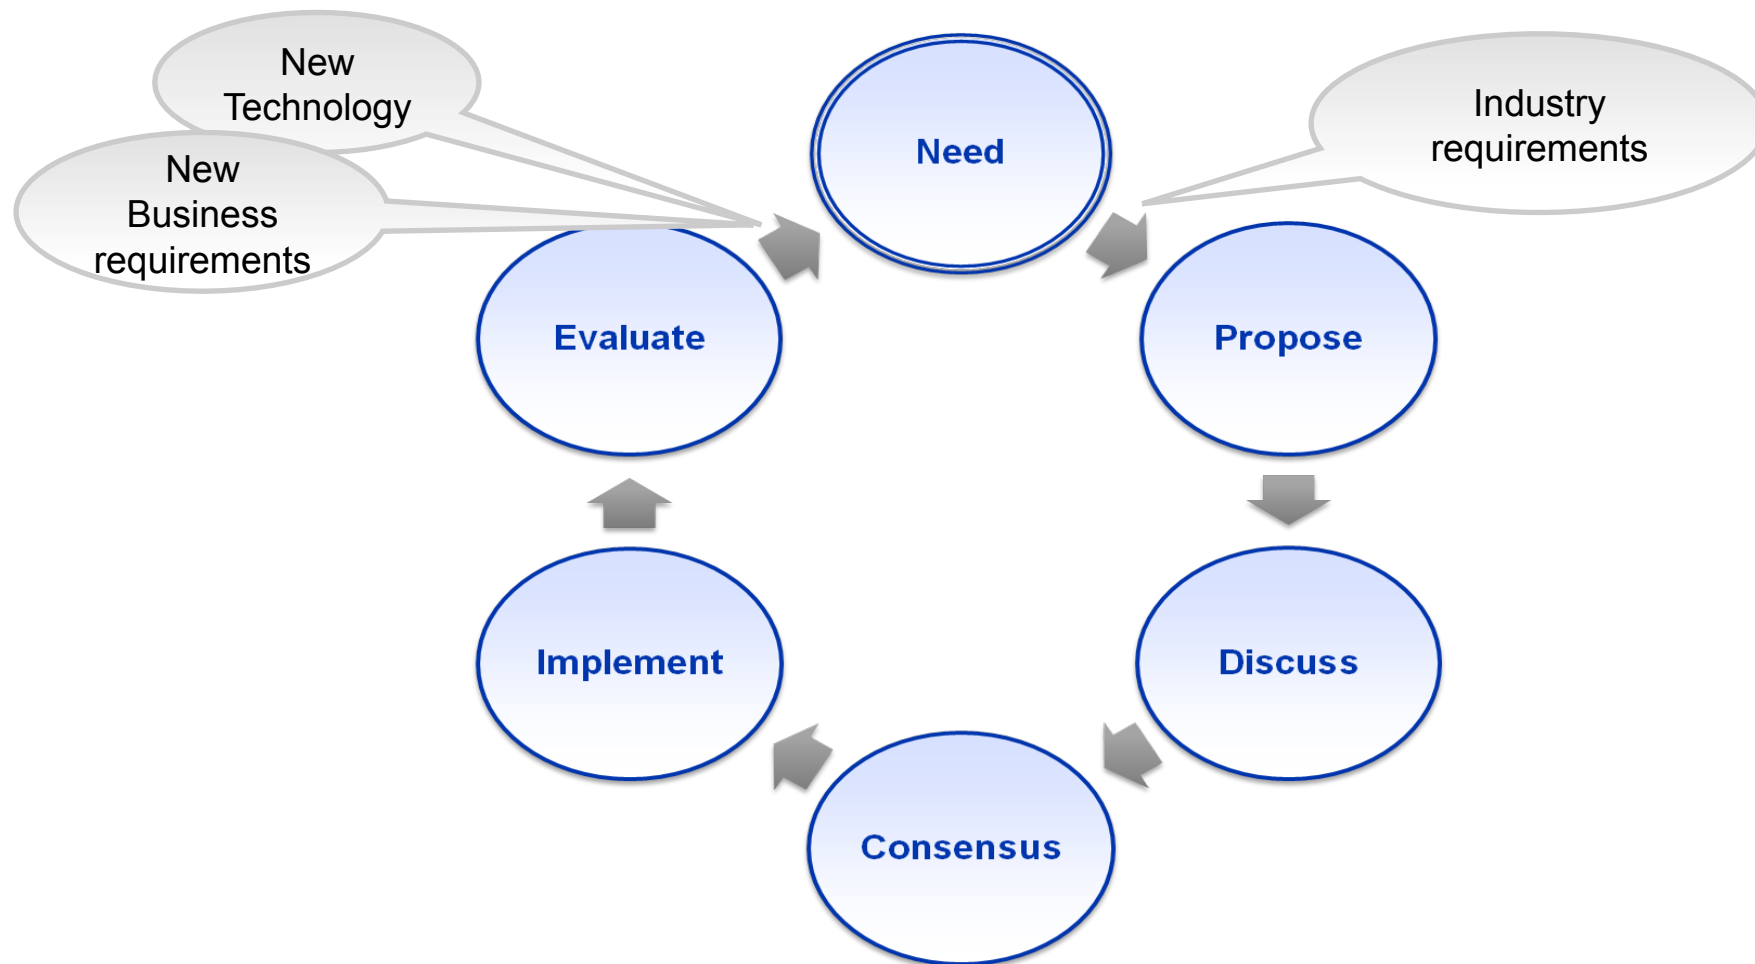 New
Technology
New
Business
requirements
Need
Industry
requirements
Evaluate
Propose
Implement
Discuss
Consensus